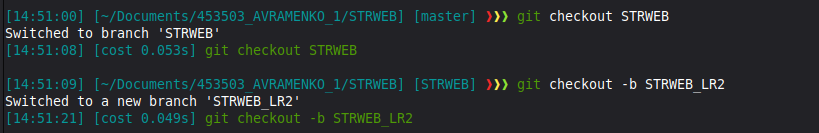 [14:51:00] [~/Documents/453503_AVRAMENKO_1/STRWEB] [master] ❯❯❯ git checkout STRWEB
Switched to branch 'STRWEB'
[14:51:08] [cost 0.053s] git checkout STRWEB
[14:51:09] [~/Documents/453503_AVRAMENKO_1/STRWEB] [STRWEB] ❯❯❯ git checkout -b STRWEB_LR2
Switched to a new branch 'STRWEB_LR2'
[14:51:21] [cost 0.049s] git checkout -b STRWEB_LR2